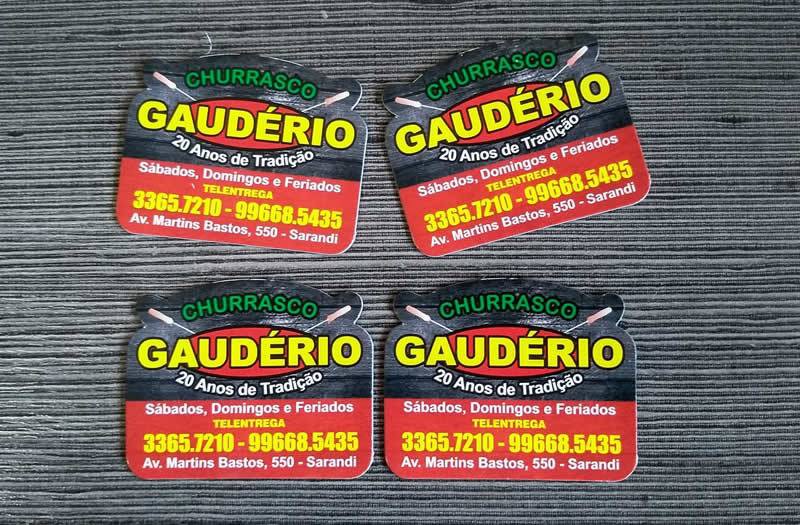 CHURRASCO
GAUDÉRIO
20 Anos de Tradição
Sábados, Domingos e Feriados
TELENTREGA
3365.7210 - 99668.5435
Av. Martins Bastos, 550 - Sarandi
CHURRASCO
GAUDÉRIO
20 Anos de Tradição
Sábados, Domingos e Feriados
TELENTREGA
3365.7210 - 99668.5435
Av. Martins Bastos, 550 - Sarandi
CHURRASCO
GAUDÉRIO
20 Anos de Tradição
Sábados, Domingos e Feriados
TELENTREGA
3365.7210 - 99668.5435
Av. Martins Bastos, 550 - Sarandi
CHURRASCO
GAUDÉRIO
20 Anos de Tradição
Sábados, Domingos e Feriados
TELENTREGA
3365.7210 - 99668.5435
Av. Martins Bastos, 550 - Sarandi